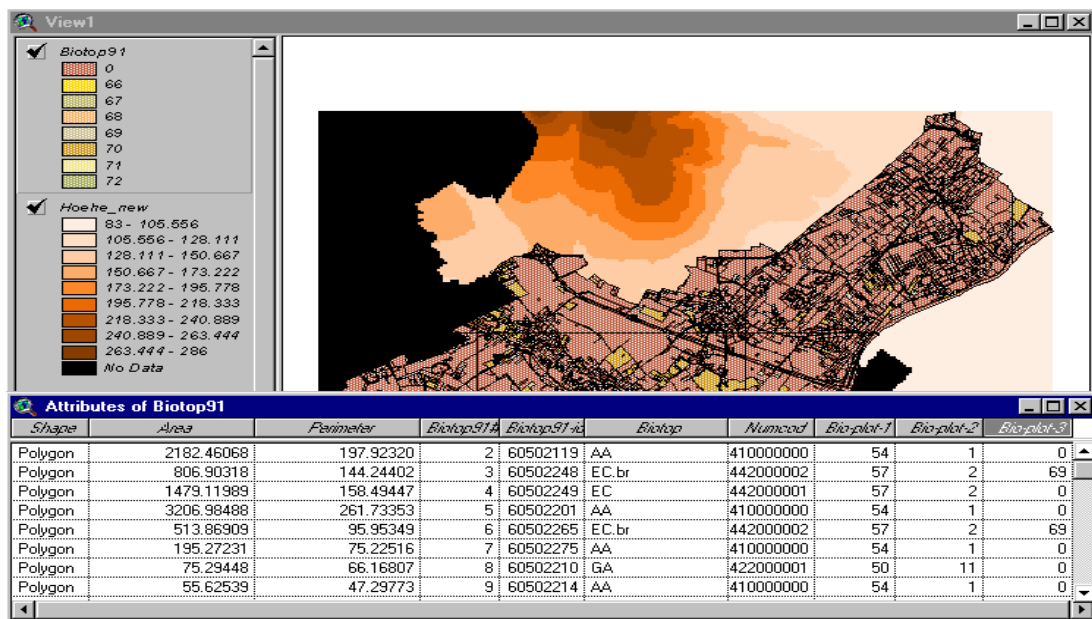 View1
Biotop91
0
66
67
68
69
70
71
72
Hoehe_new
83 - 105.556
105.556 - 128.111
128.111 - 150.667
150.667 - 173.222
173.222 - 195.778
195.778 - 218.333
218.333 - 240.889
240.889 - 263.444
263.444 - 286
No Data
Attributes of Biotop91
Shape Area Perimeter Biotop91# Biotop91-id Biotop Numcod Bio-plot-1 Bio-plot-2 Bio-plot-3
Polygon 2182.46068 197.92320 2 60502119 AA 410000000 54 1 0
Polygon 806.90318 144.24402 3 60502248 EC.br 442000002 57 2 69
Polygon 1479.11989 158.49447 4 60502249 EC 442000001 57 2 0
Polygon 3206.98488 261.73353 5 60502201 AA 410000000 54 1 0
Polygon 513.86909 95.95349 6 60502265 EC.br 442000002 57 2 69
Polygon 195.27231 75.22516 7 60502275 AA 410000000 54 1 0
Polygon 75.29448 66.16807 8 60502210 GA 422000001 50 11 0
Polygon 55.62539 47.29773 9 60502214 AA 410000000 54 1 0